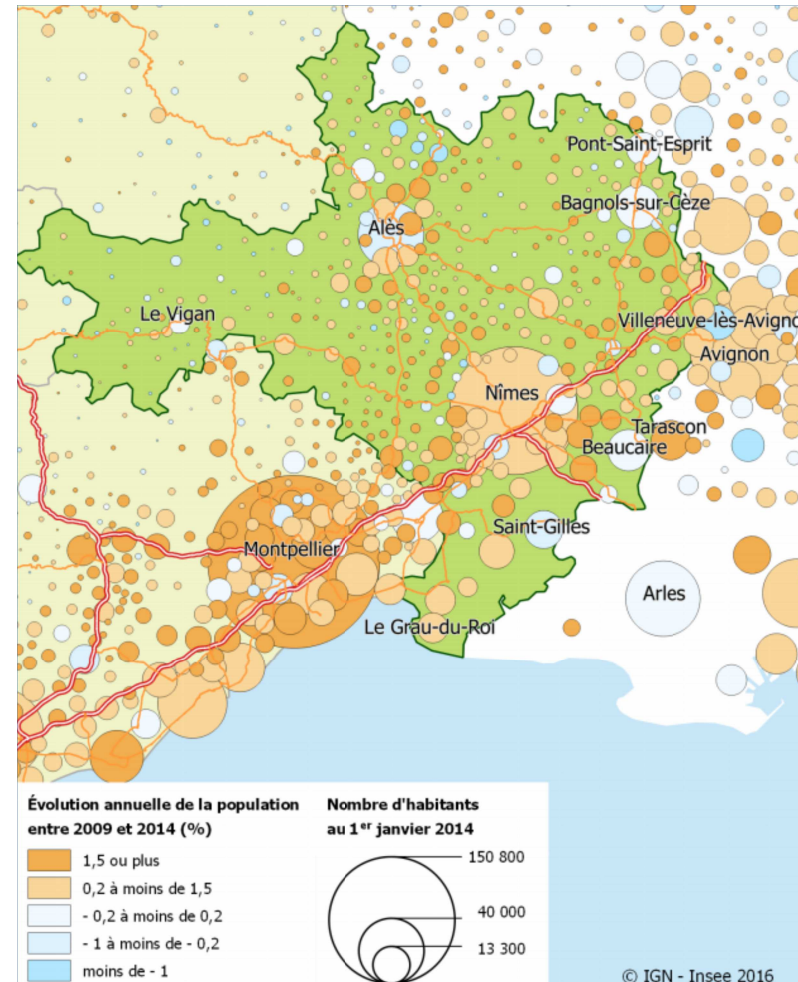 Pont-Saint-Esprit
Bagnols-sur-Cèze
Alès
Le Vigan
Villeneuve-lès-Avigno
Avignon
Nîmes
Tarascon
Beaucaire
Saint-Gilles
Montpellier
Arles
Le Grau-du-Roi
Évolution annuelle de la population
entre 2009 et 2014 (%)
1,5 ou plus
0,2 à moins de 1,5
- 0,2 à moins de 0,2
- 1 à moins de - 0,2
moins de - 1
Nombre d'habitants
au 1er janvier 2014
150 800
40 000
13 300
© IGN - Insee 2016